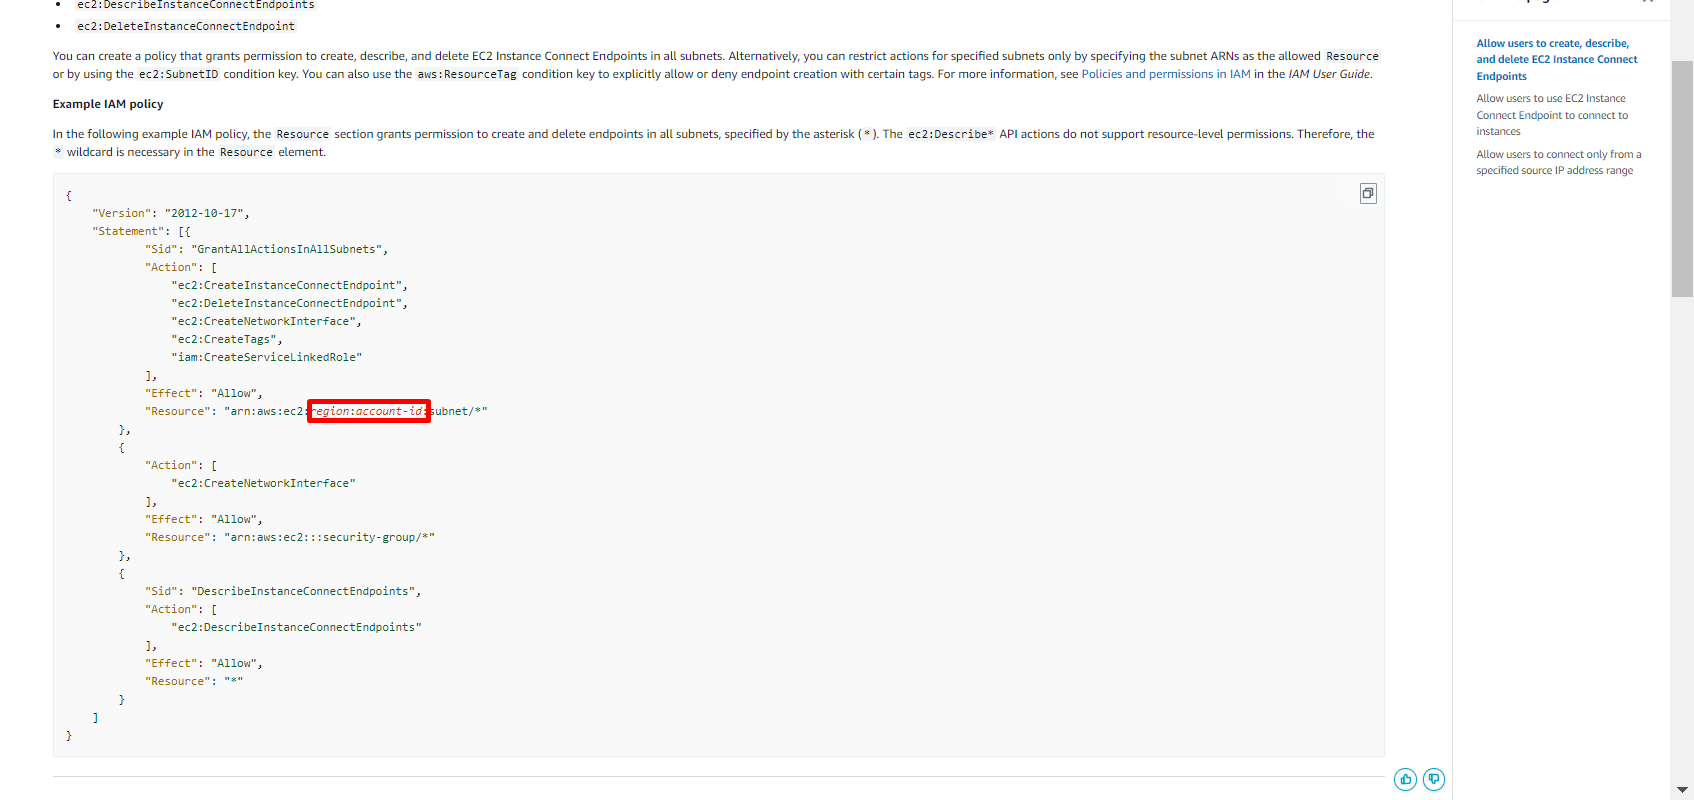 ec2:DescribeInstanceConnectEndpoints
ec2:DeleteInstanceConnectEndpoint
You can create a policy that grants permission to create, describe, and delete EC2 Instance Connect Endpoints in all subnets. Alternatively, you can restrict actions for specified subnets only by specifying the subnet ARNs as the allowed Resource
or by using the ec2:SubnetID condition key. You can also use the aws:ResourceTag condition key to explicitly allow or deny endpoint creation with certain tags. For more information, see Policies and permissions in IAM in the IAM User Guide.
Example IAM policy
In the following example IAM policy, the Resource section grants permission to create and delete endpoints in all subnets, specified by the asterisk (*). The ec2:Describe* API actions do not support resource-level permissions. Therefore, the
* wildcard is necessary in the Resource element.
{
"Version": "2012-10-17",
"Statement": [{
"Sid": "GrantAllActionsInAllSubnets",
"Action": [
"ec2:CreateInstanceConnectEndpoint",
"ec2:DeleteInstanceConnectEndpoint",
"ec2:CreateNetworkInterface",
"ec2:CreateTags",
"iam:CreateServiceLinkedRole"
],
"Effect": "Allow",
"Resource": "arn:aws:ec2:region:account-id:subnet/*"
},
{
"Action": [
"ec2:CreateNetworkInterface"
],
"Effect": "Allow",
"Resource": "arn:aws:ec2:::security-group/*"
},
{
"Sid": "DescribeInstanceConnectEndpoints",
"Action": [
"ec2:DescribeInstanceConnectEndpoints"
],
"Effect": "Allow",
"Resource": "*"
}
]
}
Allow users to create, describe,
and delete EC2 Instance Connect
Endpoints
Allow users to use EC2 Instance
Connect Endpoint to connect to
instances
Allow users to connect only from a
specified source IP address range